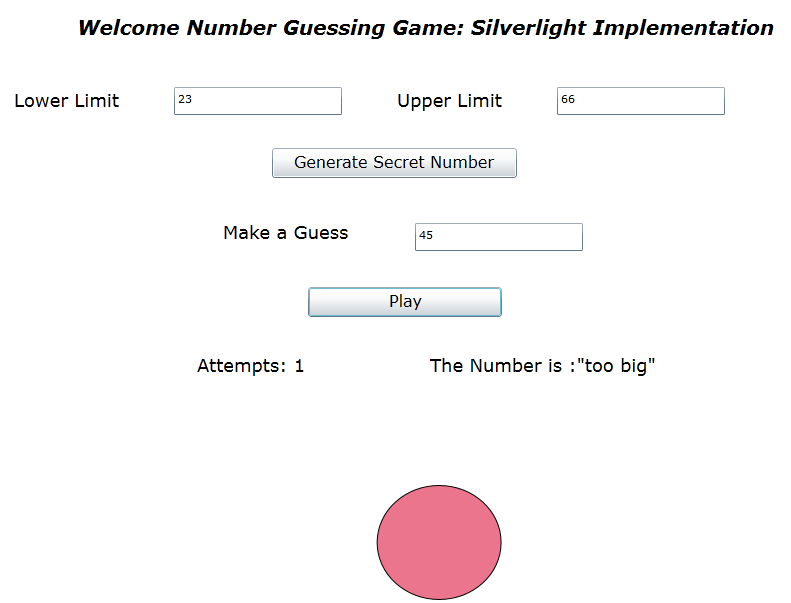 Welcome Number Guessing Game: Silverlight Implementation
Lower Limit 23 Upper Limit 66
Generate Secret Number
Make a Guess 45
Play
Attempts: 1 The Number is :"too big"